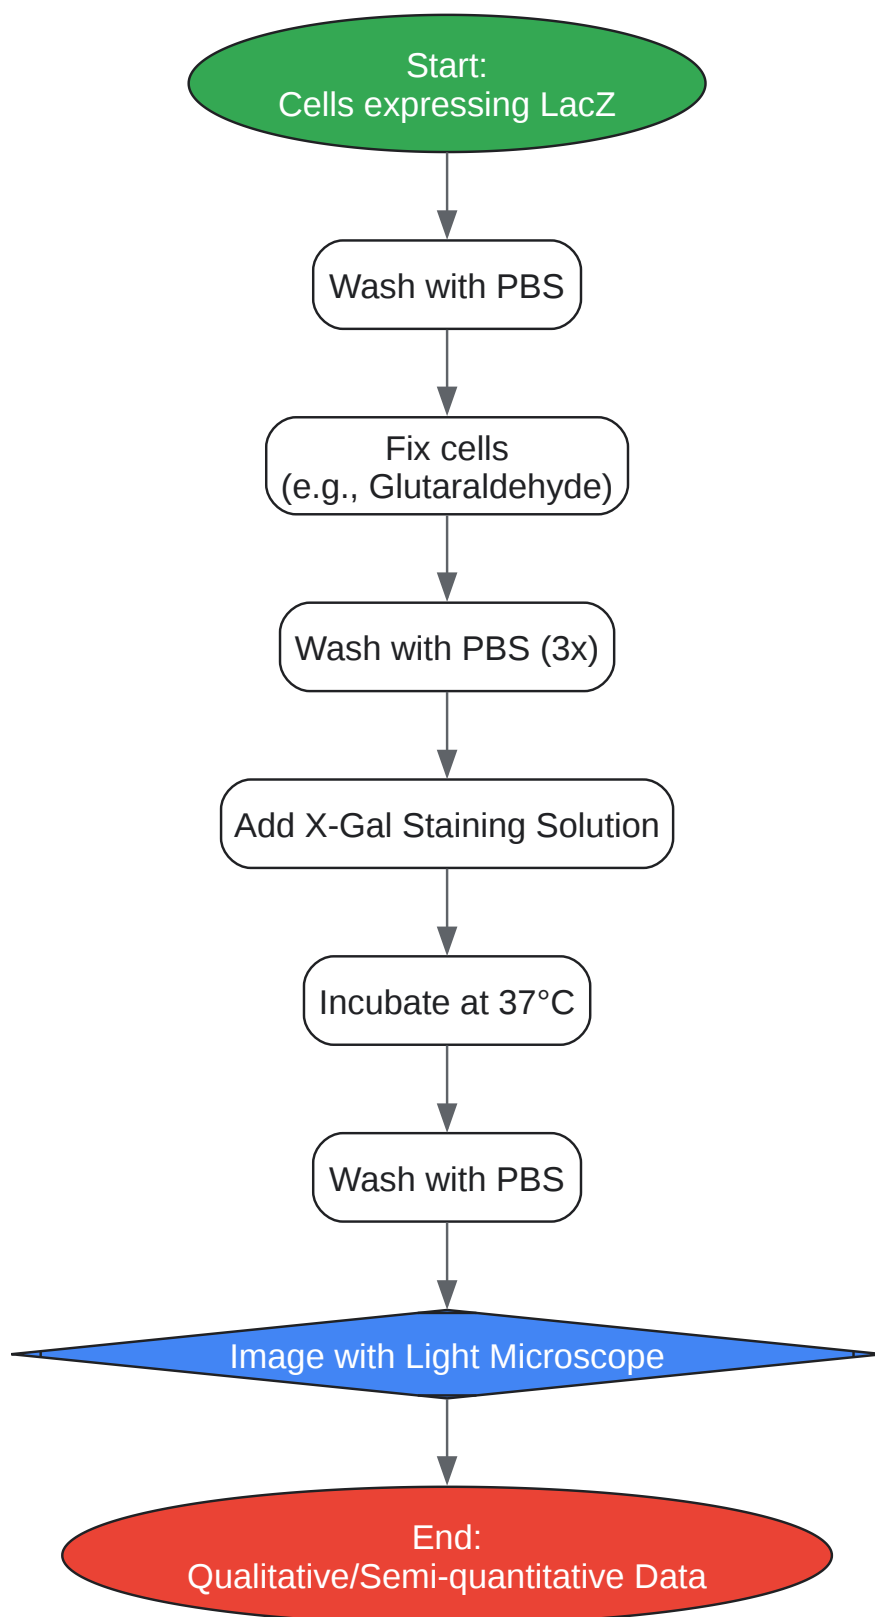 Start:
Cells expressing LacZ
Wash with PBS
Fix cells
(e.g., Glutaraldehyde)
Wash with PBS (3x)
Add X-Gal Staining Solution
Incubate at 37°C
Wash with PBS
Image with Light Microscope
End:
Qualitative/Semi-quantitative Data